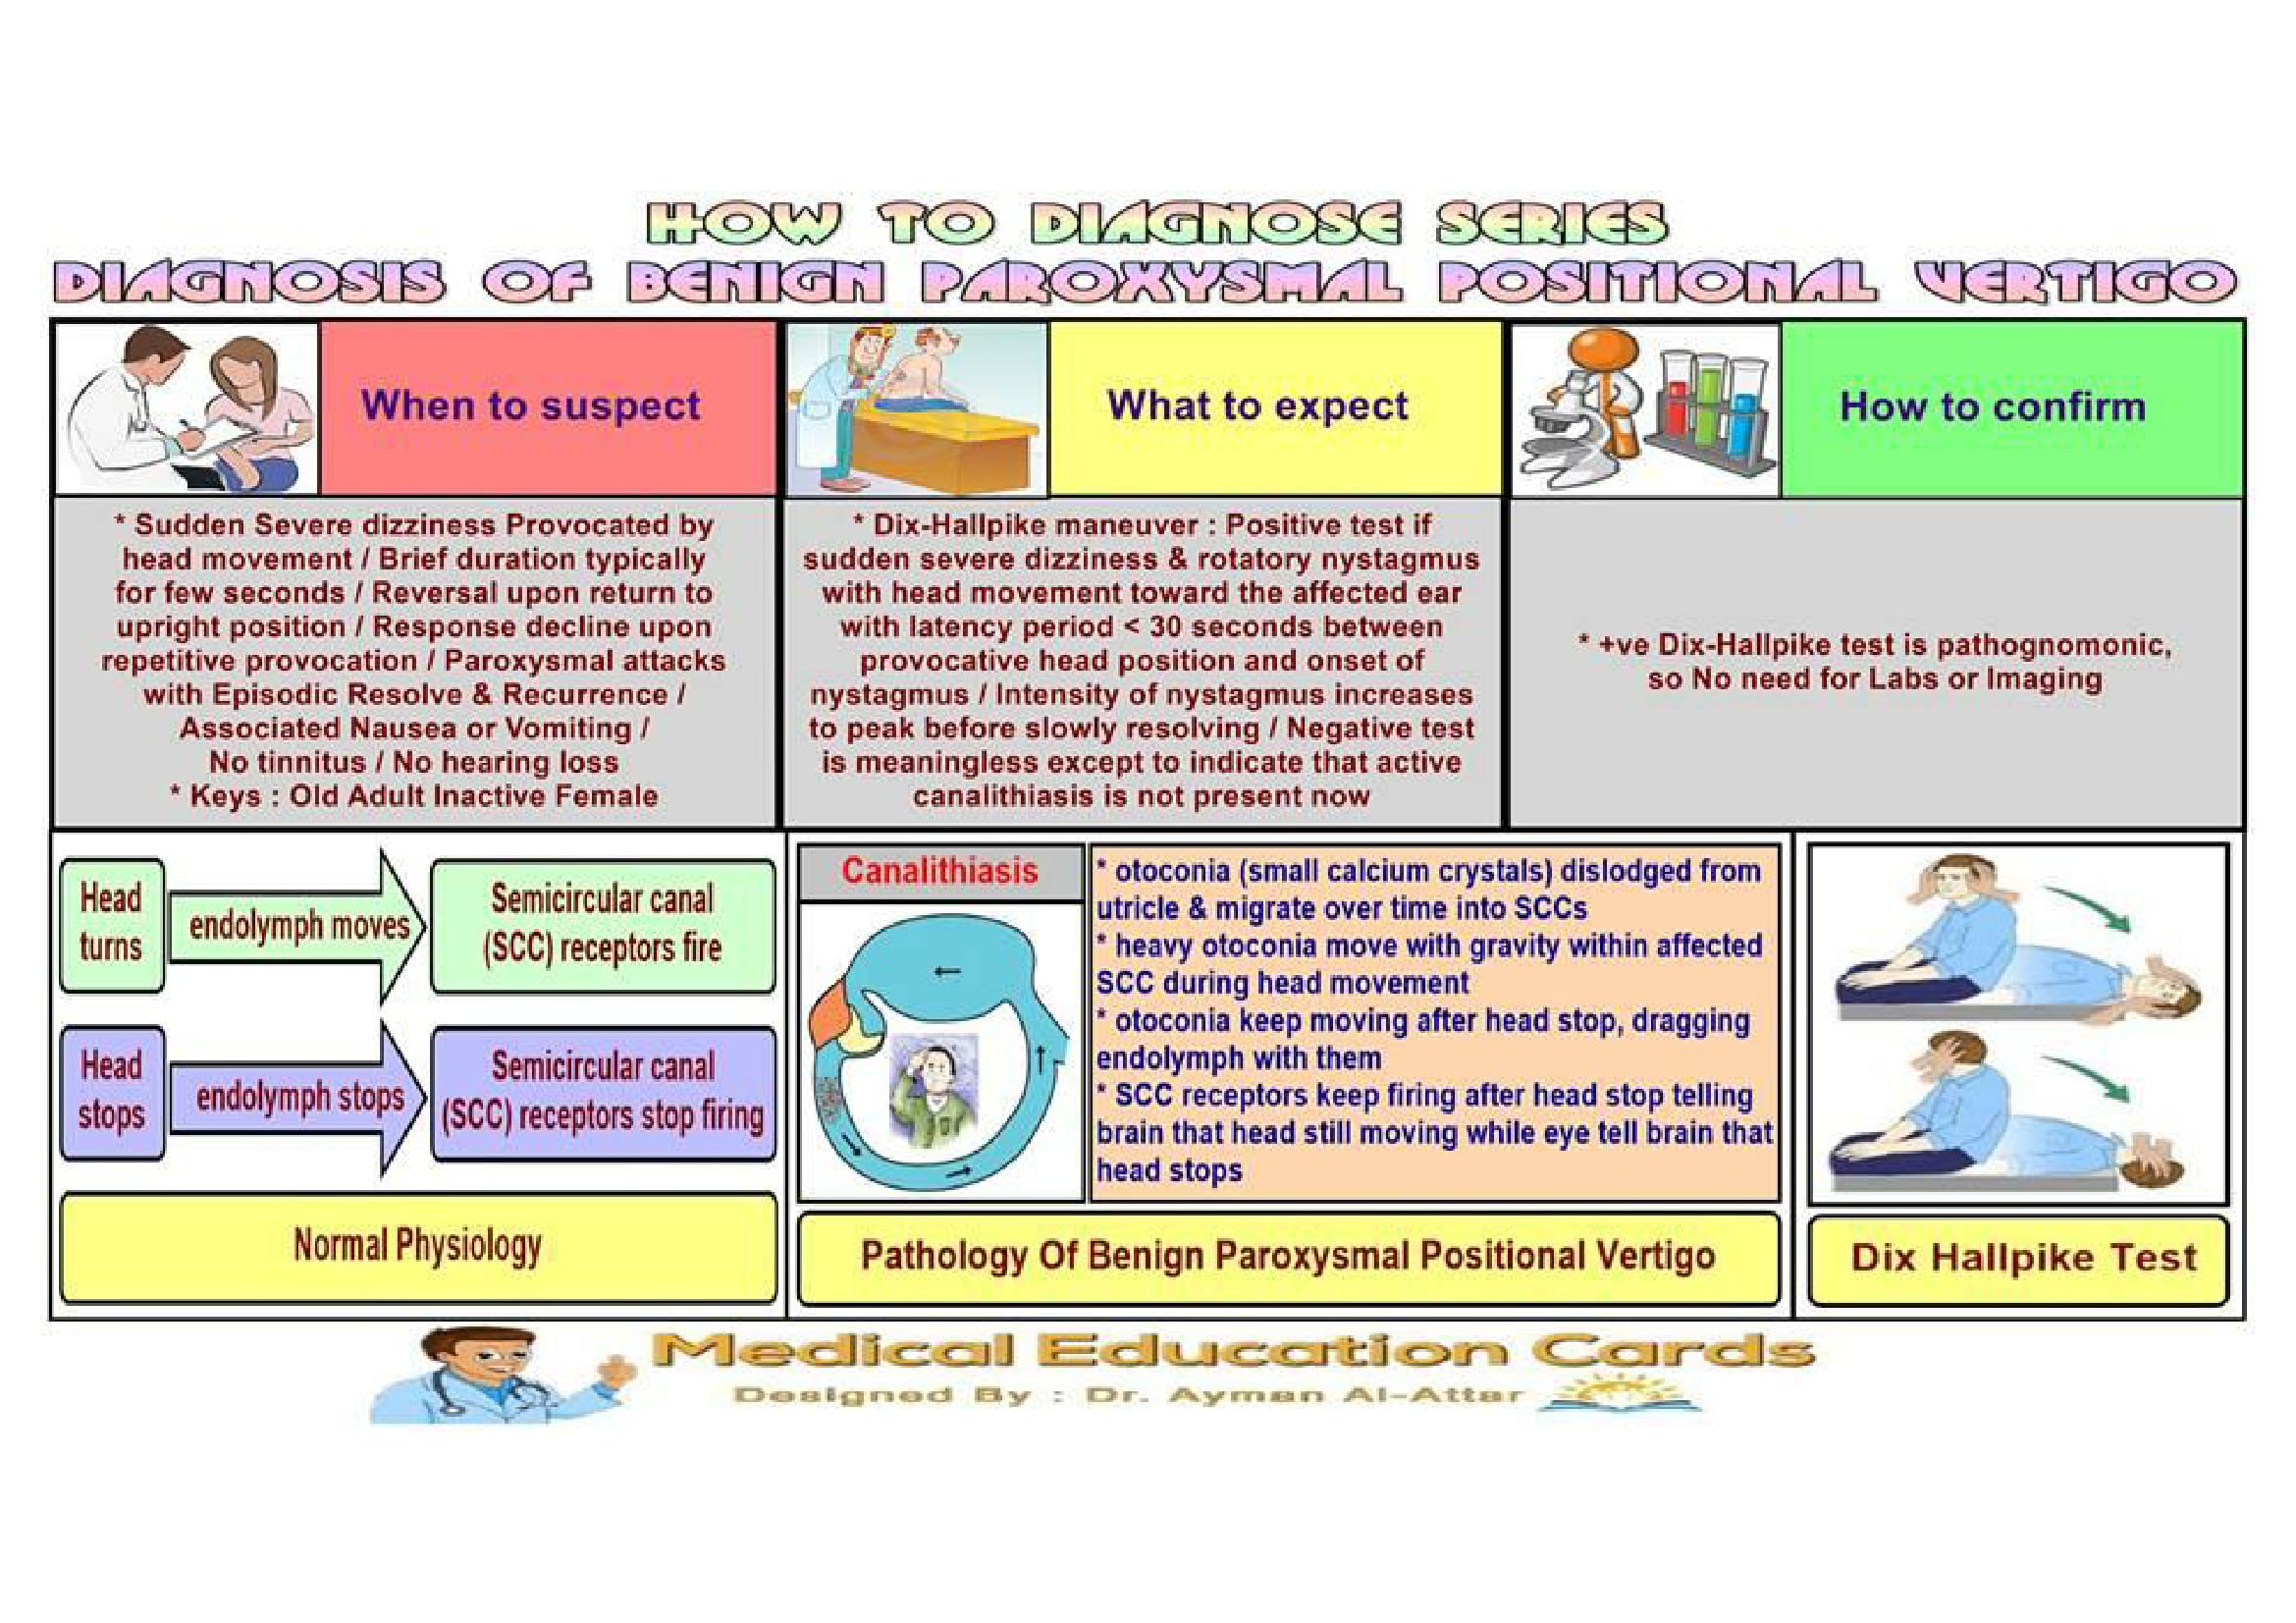 HOW TO DIAGNOSE SERIES
DIAGNOSIS OF BENIGN PAROXYSMAL POSITIONAL VERTIGO
When to suspect
What to expect
How to confirm
* Sudden Severe dizziness Provocated by
head movement / Brief duration typically
for few seconds / Reversal upon return to
upright position / Response decline upon
repetitive provocation / Paroxysmal attacks
with Episodic Resolve & Recurrence /
Associated Nausea or Vomiting /
No tinnitus / No hearing loss
* Keys : Old Adult Inactive Female
* Dix-Hallpike maneuver : Positive test if
sudden severe dizziness & rotatory nystagmus
with head movement toward the affected ear
with latency period < 30 seconds between
provocative head position and onset of
nystagmus / Intensity of nystagmus increases
to peak before slowly resolving / Negative test
is meaningless except to indicate that active
canalithiasis is not present now
* +ve Dix-Hallpike test is pathognomonic,
so No need for Labs or Imaging
Head
turns
endolymph moves
Semicircular canal
(SCC) receptors fire
Head
stops
endolymph stops
Semicircular canal
(SCC) receptors stop firing
Normal Physiology
Canalithiasis
* otoconia (small calcium crystals) dislodged from
utricle & migrate over time into SCCs
* heavy otoconia move with gravity within affected
SCC during head movement
* otoconia keep moving after head stop, dragging
endolymph with them
* SCC receptors keep firing after head stop telling
brain that head still moving while eye tell brain that
head stops
Pathology Of Benign Paroxysmal Positional Vertigo
Dix Hallpike Test
Medical Education Cards
Designed By : Dr. Ayman Al-Attar